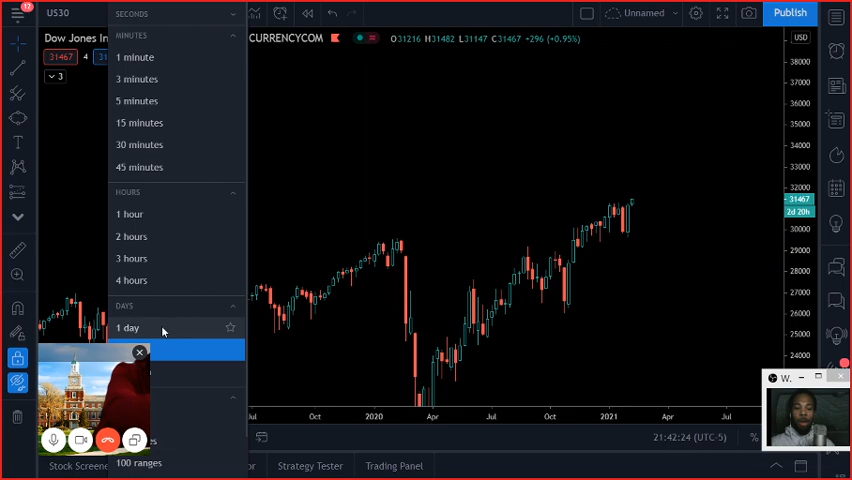 12
US30
SECONDS
Unnamed
Publish
Dow Jones In
CURRENCYCOM
O31216 H31482 L31147 C31467 +296 (+0.95%)
USD
31467
4
3
MINUTES
1 minute
3 minutes
5 minutes
15 minutes
30 minutes
45 minutes
HOURS
1 hour
2 hours
3 hours
4 hours
DAYS
1 day
100 ranges
38000
37000
36000
35000
34000
33000
32000
31467
2d 20h
30000
29000
28000
27000
26000
25000
24000
W.
Jul
Oct
2020
Apr
Jul
Oct
2021
Apr
Jul
21:42:24 (UTC-5)
%
Stock Screene
Strategy Tester
Trading Panel